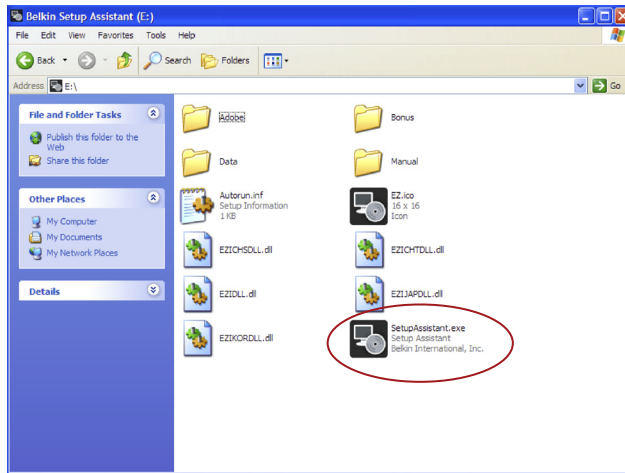 Belkin Setup Assistant (E:)
File Edit View Favorites Tools Help
Back Search Folders
Address E:\ Go
File and Folder Tasks
Publish this folder to the
Web
Share this folder
Other Places
My Computer
My Documents
My Network Places
Details
Adobe
Bonus
Data
Manual
Autorun.inf
Setup Information
1 KB
EZ.ico
16 x 16
Icon
EZICHSDLL.dll
EZICHTDLL.dll
EZIDLL.dll
EZIJAPDLL.dll
EZIKORDLL.dll
SetupAssistant.exe
Setup Assistant
Belkin International, Inc.